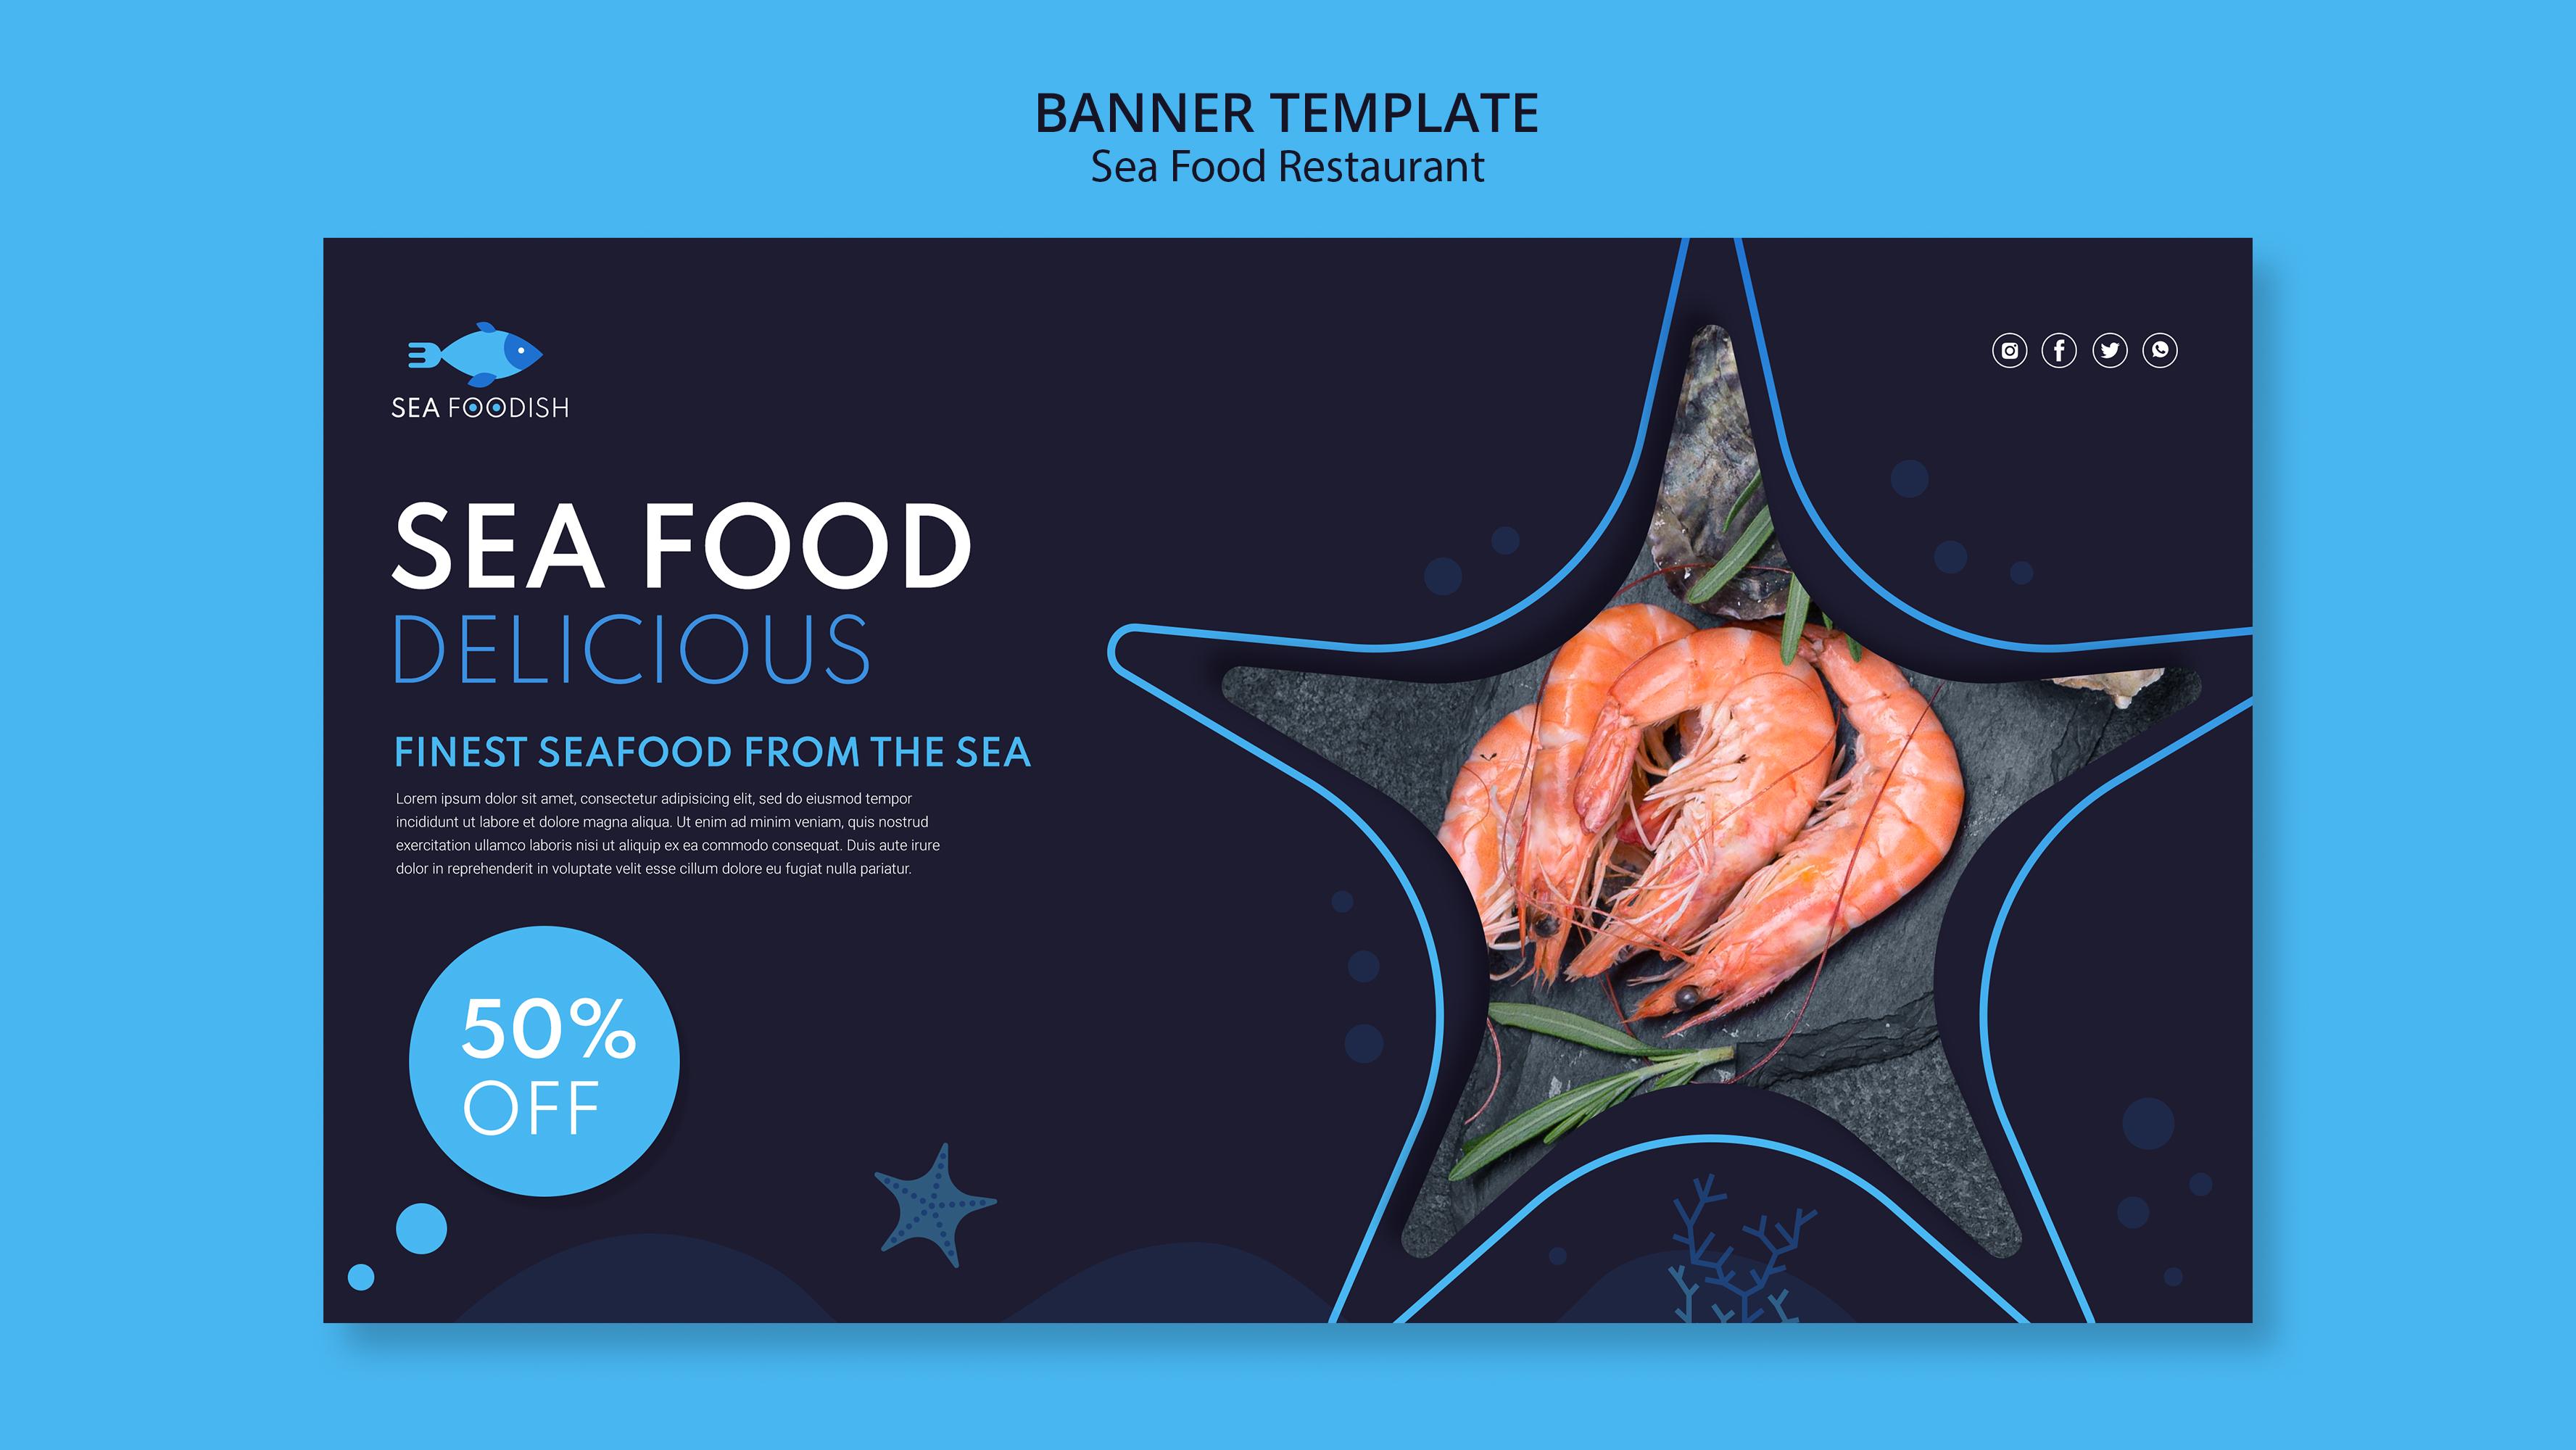 BANNER TEMPLATE
Sea Food Restaurant
SEA FOODISH
SEA FOOD
DELICIOUS
FINEST SEAFOOD FROM THE SEA
Lorem ipsum dolor sit amet, consectetur adipisicing elit, sed do eiusmod tempor
incididunt ut labore et dolore magna aliqua. Ut enim ad minim veniam, quis nostrud
exercitation ullamco laboris nisi ut aliquip ex ea commodo consequat. Duis aute irure
dolor in reprehenderit in voluptate velit esse cillum dolore eu fugiat nulla pariatur.
50%
OFF